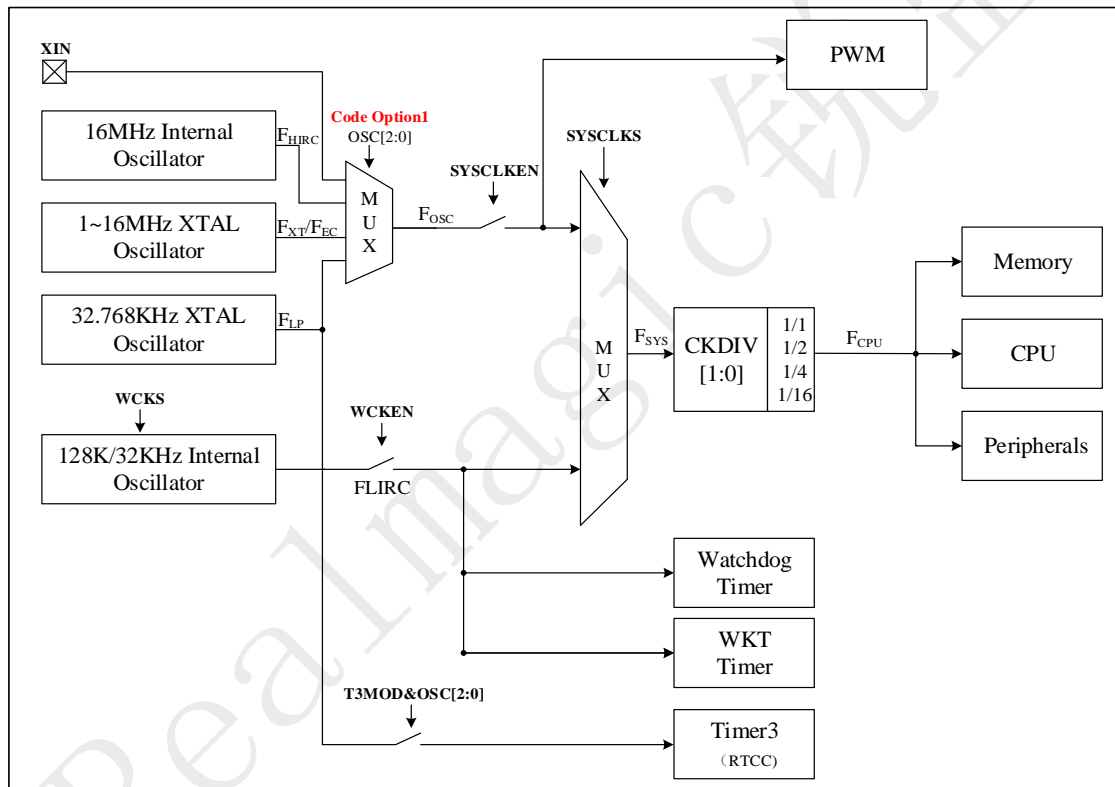 XIN
PWM
16MHz Internal
Oscillator
FHIRC
Code Option1
OSC[2:0]
SYSCLKEN
SYSCLKS
1~16MHz XTAL
Oscillator
FXT/FEC
M
U
X
FOSC
32.768KHz XTAL
Oscillator
FLP
M
U
X
FSYS
CKDIV
[1:0]
1/1
1/2
1/4
1/16
FCPU
Memory
CPU
Peripherals
WCKS
128K/32KHz Internal
Oscillator
WCKEN
FLIRC
Watchdog
Timer
WKT
Timer
T3MOD&OSC[2:0]
Timer3
（RTCC)
Realmagic 锐